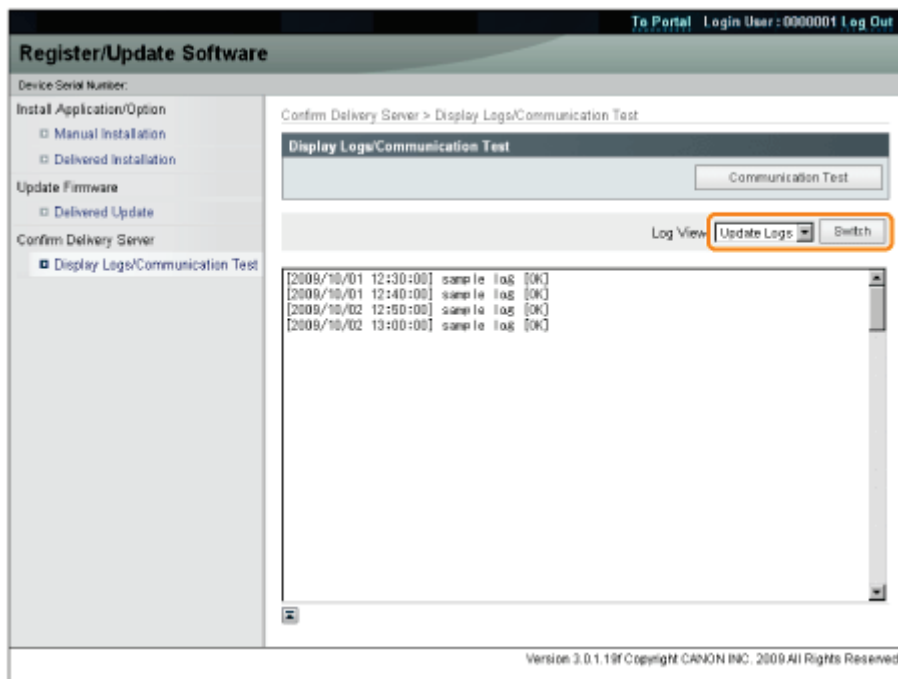 To Portal Login User : 0000001 Log Out
Register/Update Software
Device Serial Number:
Install Application/Option
Manual Installation
Delivered Installation
Update Firmware
Delivered Update
Confirm Delivery Server
Display Logs/Communication Test
Confirm Delivery Server > Display Logs/Communication Test
Display Logs/Communication Test
Communication Test
Log View Update Logs Switch
[2009/10/01 12:30:00] sample log [OK]
[2009/10/01 12:40:00] sample log [OK]
[2009/10/02 12:50:00] sample log [OK]
[2009/10/02 13:00:00] sample log [OK]
Version 3.0.1.19f Copyright CANON INC. 2009 All Rights Reserved